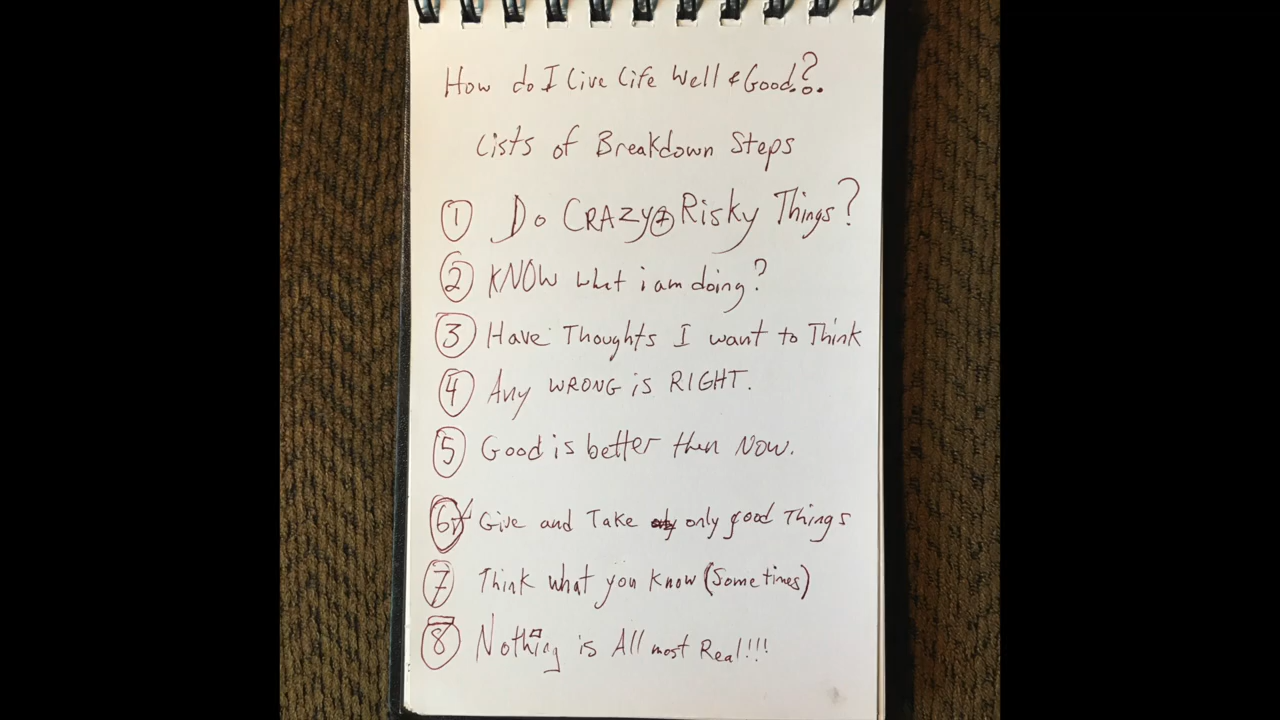 How do I Live Life Well & Good.?.
Lists of Breakdown Steps
① Do CRAZY & Risky Things?
② KNOW what i am doing?
③ Have Thoughts I want to Think
④ Any WRONG is RIGHT.
⑤ Good is better then NOW.
⑥ Give and Take only good Things
⑦ Think what you know (Sometimes)
⑧ Nothing is All most Real!!!